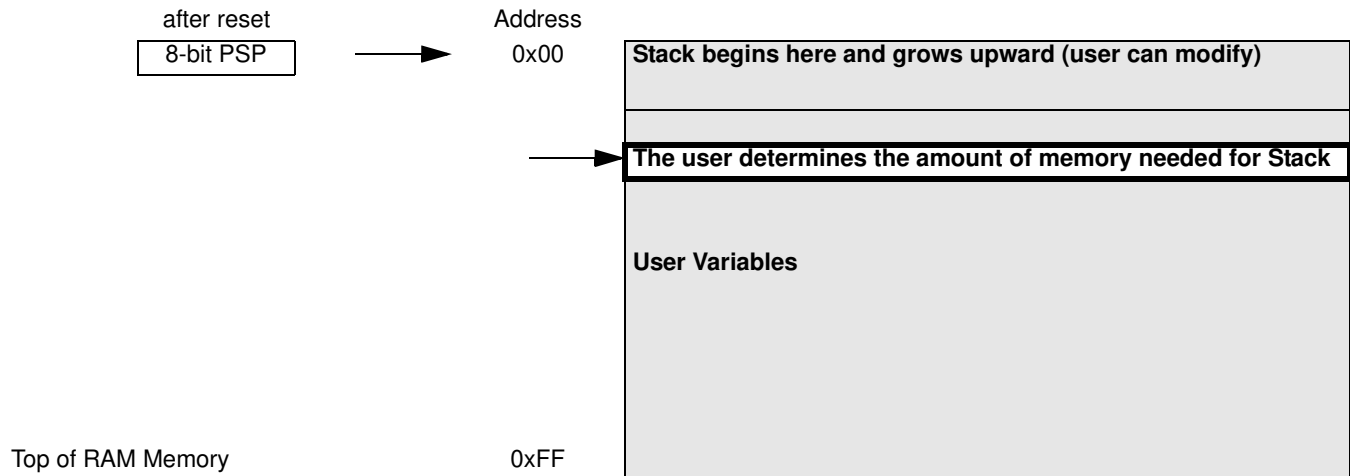 after reset Address
8-bit PSP 0x00 Stack begins here and grows upward (user can modify)
The user determines the amount of memory needed for Stack
User Variables
Top of RAM Memory 0xFF